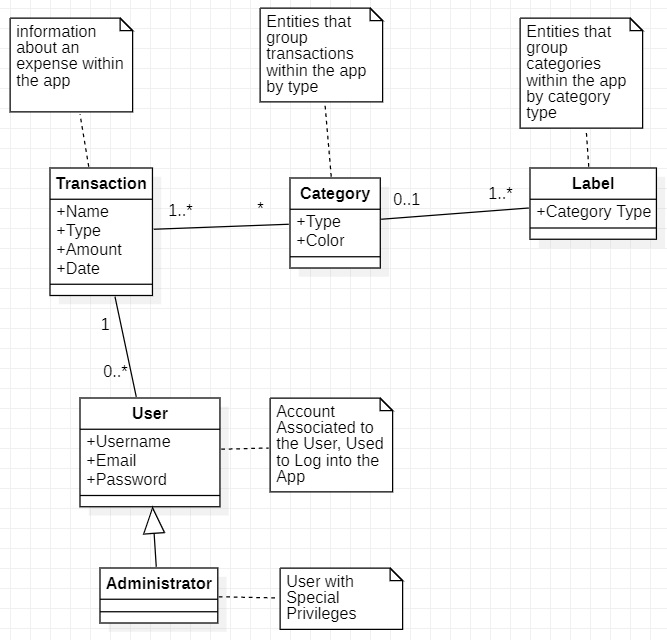 information
about an
expense within
the app
Entities that
group
transactions
within the app
by type
Entities that
group
categories
within the app
by category
type
Transaction
+Name
+Type
+Amount
+Date
1..*
*
Category
+Type
+Color
0..1
1..*
Label
+Category Type
1
0..*
User
+Username
+Email
+Password
Account
Associated to
the User, Used
to Log into the
App
Administrator
User with
Special
Privileges